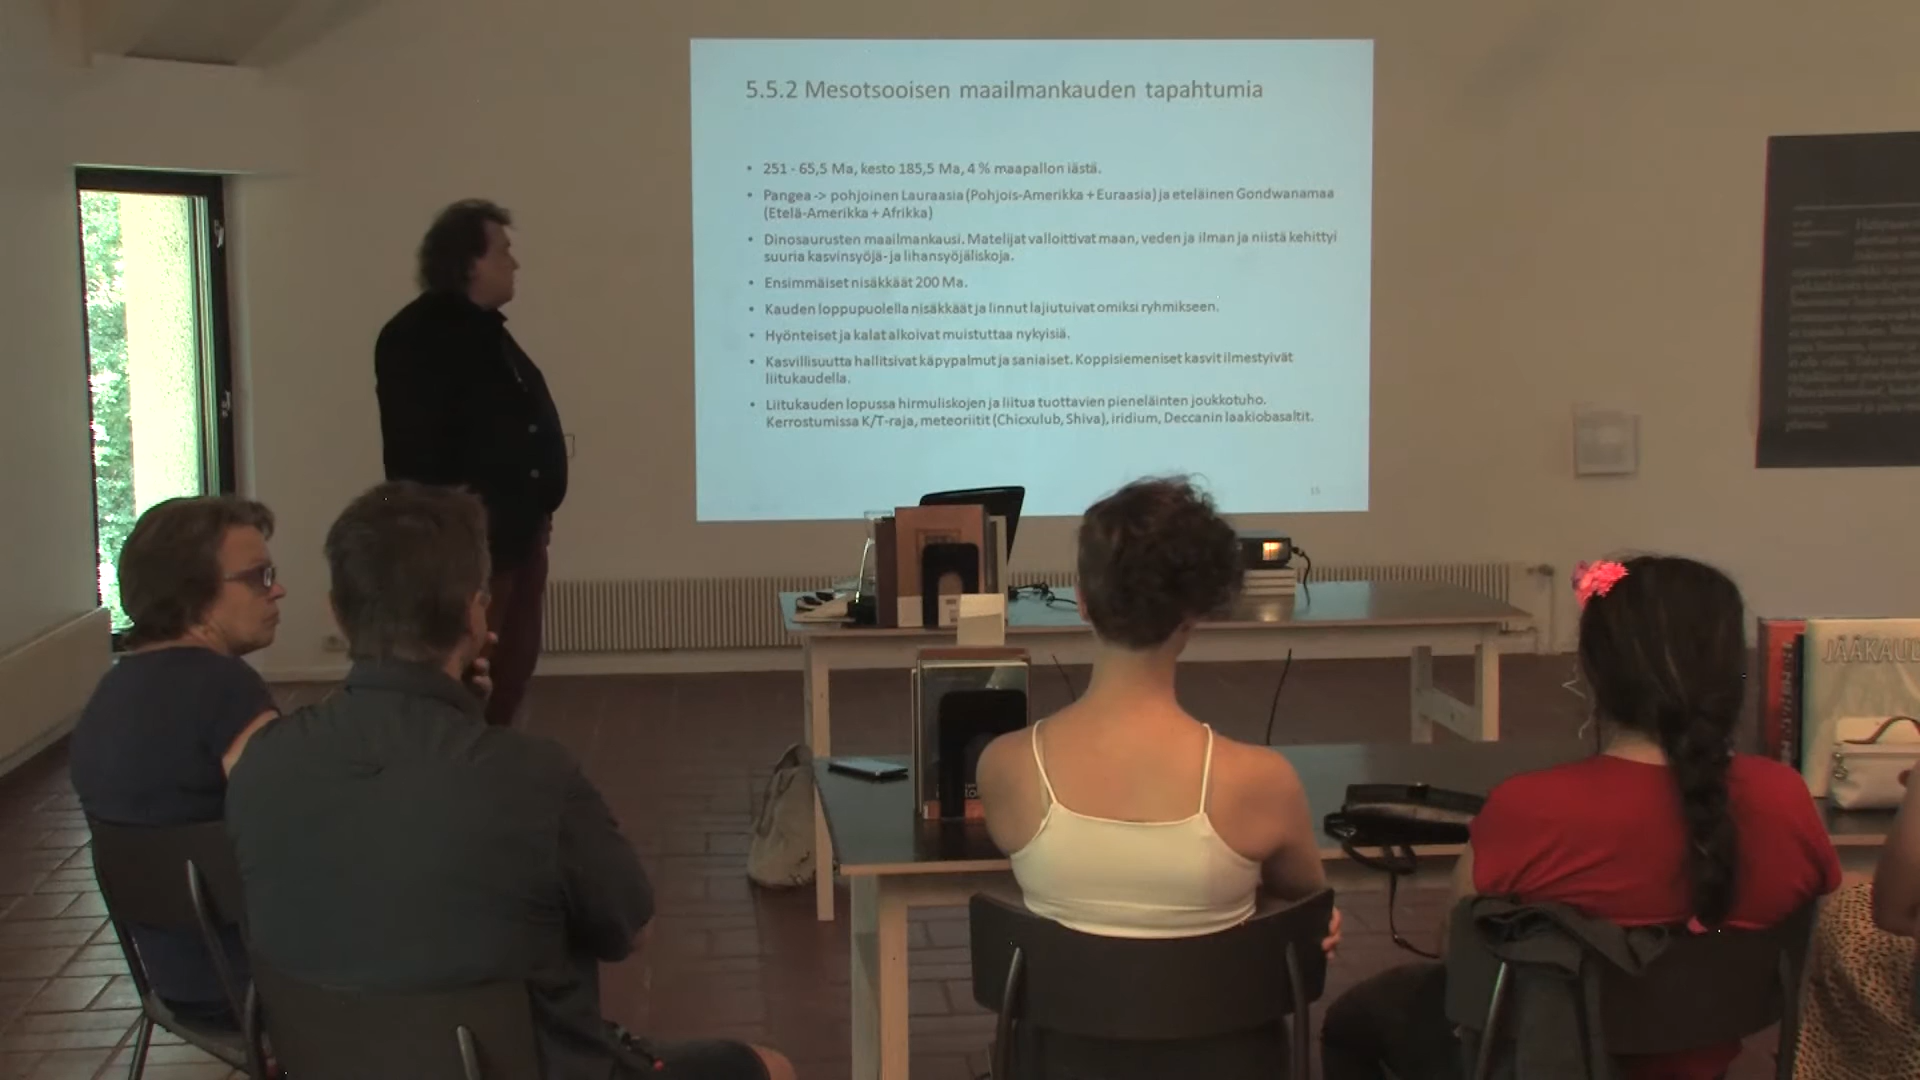 5.5.2 Mesotsooisen maailmankauden tapahtumia
• 251 - 65,5 Ma, kesto 185,5 Ma, 4 % maapallon iästä.
• Pangea -> pohjoinen Lauraasia (Pohjois-Amerikka + Euraasia) ja eteläinen Gondwanamaa
(Etelä-Amerikka + Afrikka)
• Dinosaurusten maailmankausi. Matelijat valloittivat maan, veden ja ilman ja niistä kehittyi
suuria kasvinsyöjä- ja lihansyöjäliskoja.
• Ensimmäiset nisäkkäät 200 Ma.
• Kauden loppupuolella nisäkkäät ja linnut lajiutuivat omiksi ryhmikseen.
• Hyönteiset ja kalat alkoivat muistuttaa nykyisiä.
• Kasvillisuutta hallitsivat käpypalmut ja saniaiset. Koppisiemeniset kasvit ilmestyivät
liitukaudella.
• Liitukauden lopussa hirmuliskojen ja liitua tuottavien pieneläinten joukkotuho.
Kerrostumissa K/T-raja, meteoriitit (Chicxulub, Shiva), iridium, Deccanin laakiobasaltit.
JÄÄKAUD